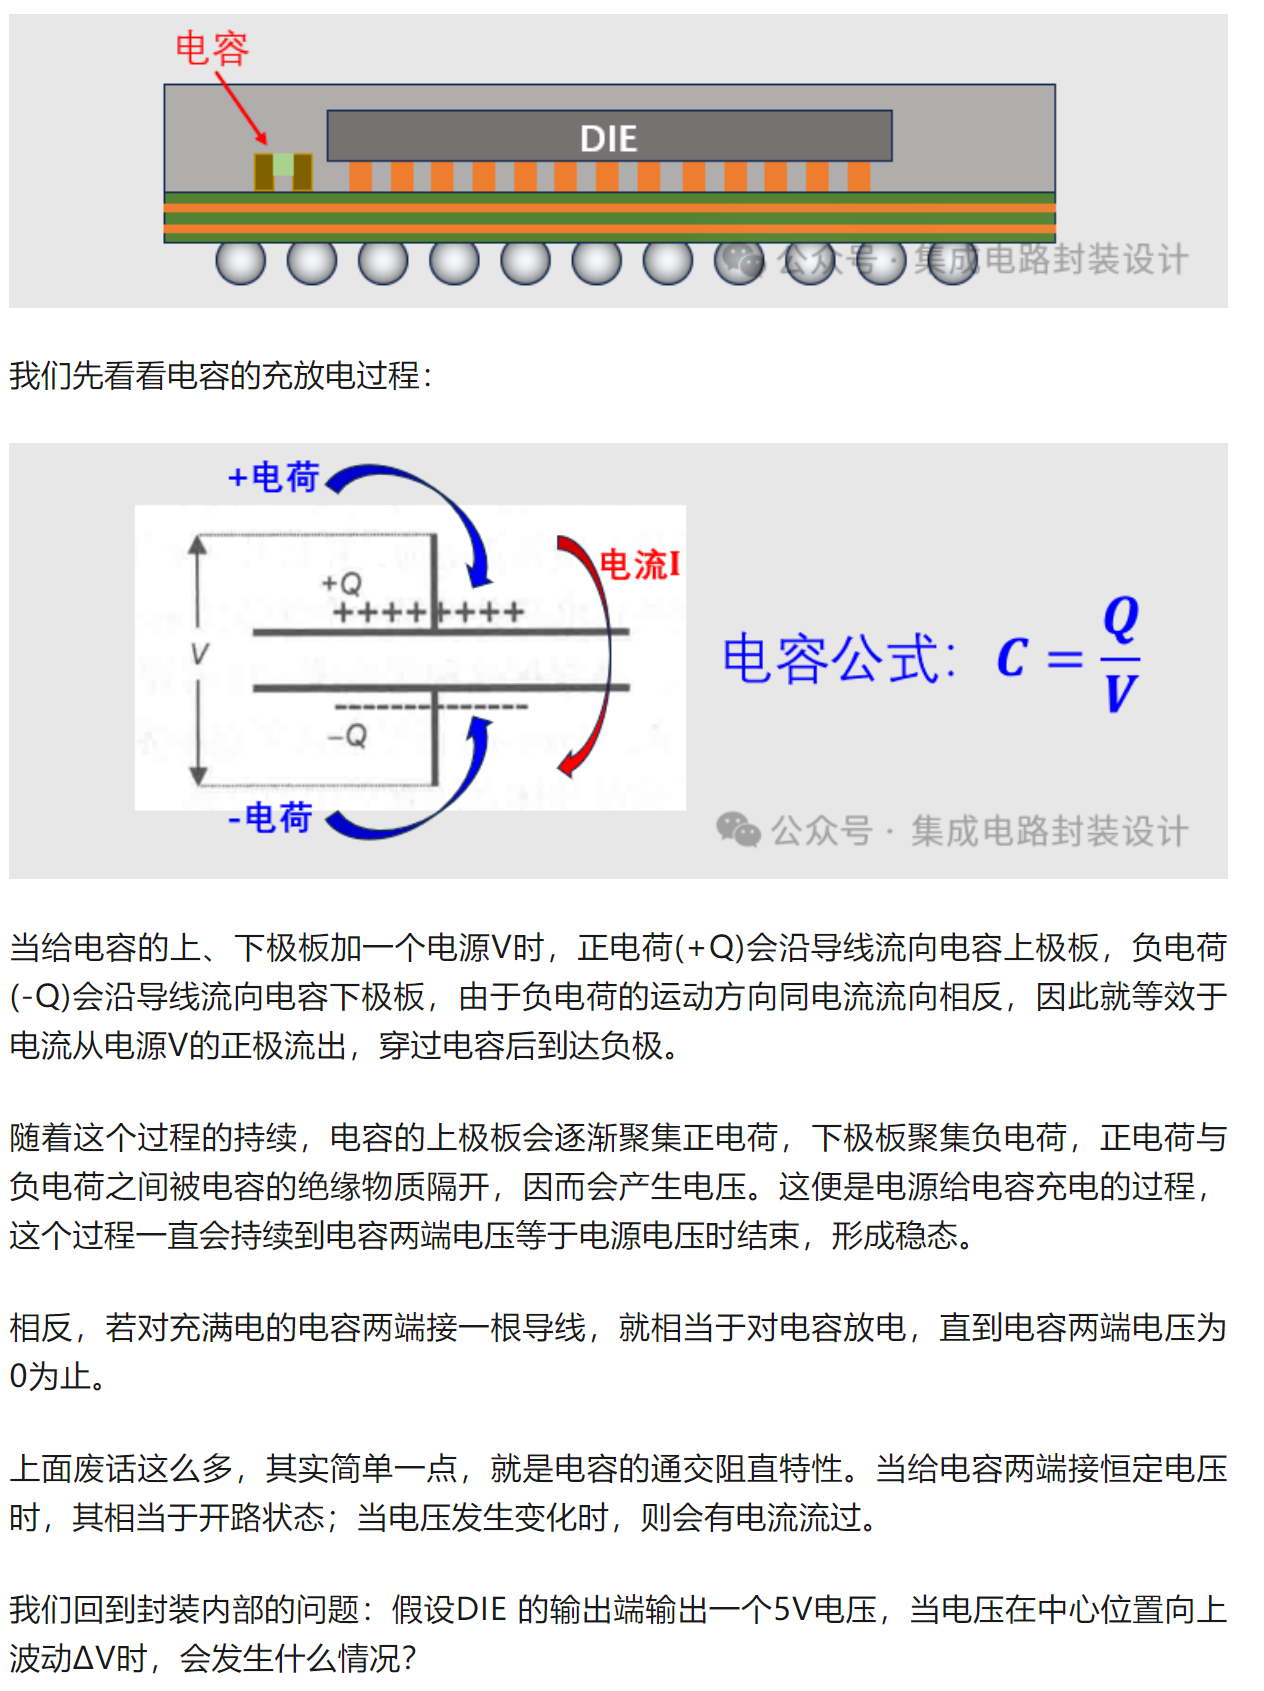 电容
DIE
公众号 · 集成电路封装设计
我们先看看电容的充放电过程：
+电荷
电流I
+Q
++++++++
V
电容公式：C = Q/V
--------------
−Q
-电荷
公众号 · 集成电路封装设计
当给电容的上、下极板加一个电源V时，正电荷(+Q)会沿导线流向电容上极板，负电荷
(-Q)会沿导线流向电容下极板，由于负电荷的运动方向同电流流向相反，因此就等效于
电流从电源V的正极流出，穿过电容后到达负极。
随着这个过程的持续，电容的上极板会逐渐聚集正电荷，下极板聚集负电荷，正电荷与
负电荷之间被电容的绝缘物质隔开，因而会产生电压。这便是电源给电容充电的过程，
这个过程一直会持续到电容两端电压等于电源电压时结束，形成稳态。
相反，若对充满电的电容两端接一根导线，就相当于对电容放电，直到电容两端电压为
0为止。
上面废话这么多，其实简单一点，就是电容的通交阻直特性。当给电容两端接恒定电压
时，其相当于开路状态；当电压发生变化时，则会有电流流过。
我们回到封装内部的问题：假设DIE 的输出端输出一个5V电压，当电压在中心位置向上
波动ΔV时，会发生什么情况？